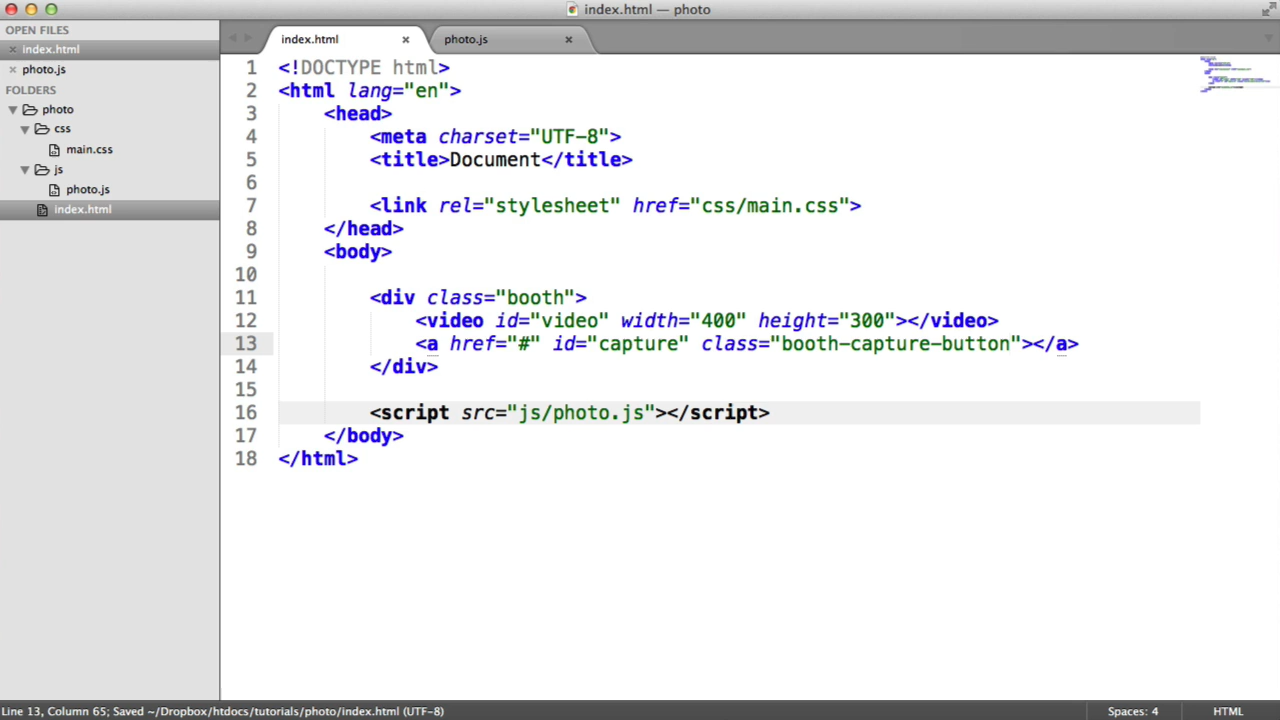 index.html — photo
OPEN FILES
index.html
photo.js
FOLDERS
photo
css
main.css
js
photo.js
index.html
index.html
photo.js
1 <!DOCTYPE html>
2 <html lang="en">
3 <head>
4 <meta charset="UTF-8">
5 <title>Document</title>
6
7 <link rel="stylesheet" href="css/main.css">
8 </head>
9 <body>
10
11 <div class="booth">
12 <video id="video" width="400" height="300"></video>
13 <a href="#" id="capture" class="booth-capture-button"></a>
14 </div>
15
16 <script src="js/photo.js"></script>
17 </body>
18 </html>
Line 13, Column 65; Saved ~/Dropbox/htdocs/tutorials/photo/index.html (UTF-8)
Spaces: 4
HTML